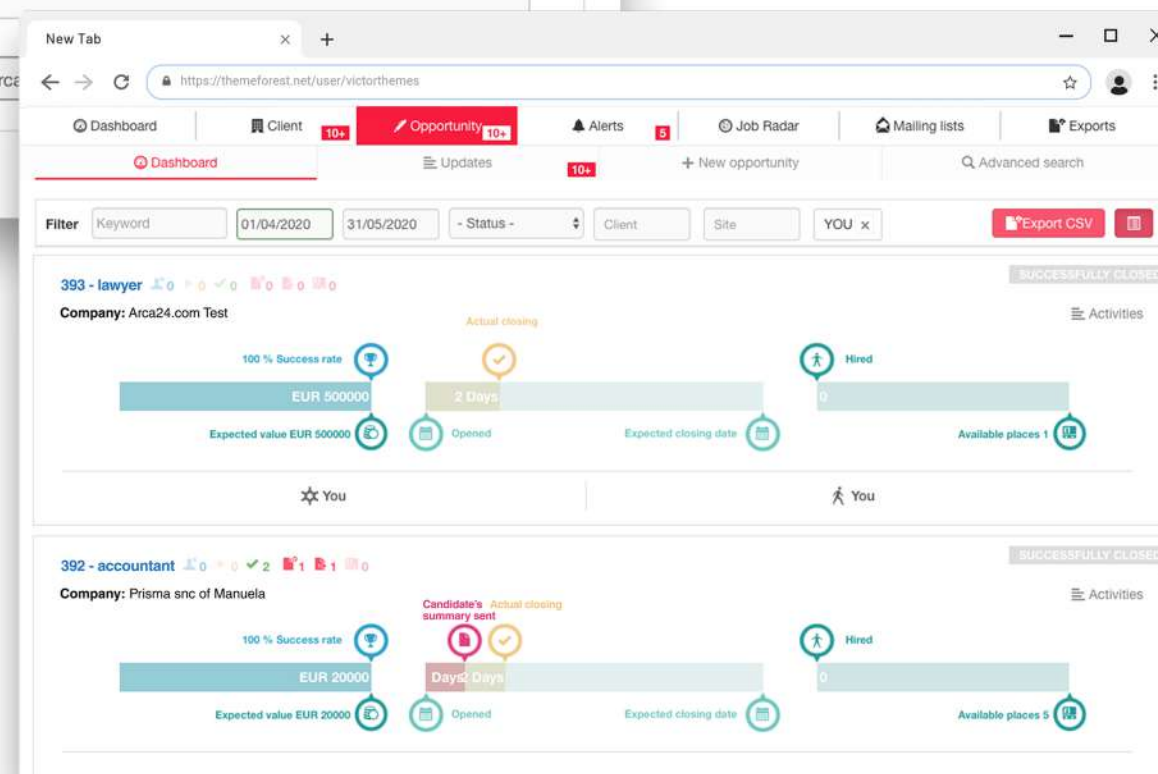 New Tab × +
rca
https://themeforest.net/user/victorthemes
Dashboard Client 10+ Opportunity 10+ Alerts 5 Job Radar Mailing lists Exports
Dashboard Updates 10+ + New opportunity Advanced search
Filter Keyword 01/04/2020 31/05/2020 - Status - Client Site YOU × Export CSV
SUCCESSFULLY CLOSED
393 - lawyer 0 0 0 0 0 0
Company: Arca24.com Test Activities
Actual closing
100 % Success rate Hired
EUR 500000 2 Days 0
Expected value EUR 500000 Opened Expected closing date Available places 1
You You
SUCCESSFULLY CLOSED
392 - accountant 0 0 2 1 1 0
Company: Prisma snc of Manuela Activities
Candidate's Actual closing
summary sent
100 % Success rate Hired
EUR 20000 Days 2 Days 0
Expected value EUR 20000 Opened Expected closing date Available places 5